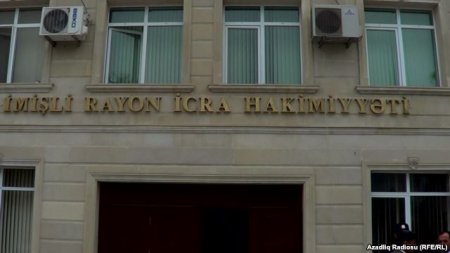 İMİŞLİ RAYON İCRA HAKİMİYYƏTİ
Azadlıq Radiosu (RFE/RL)